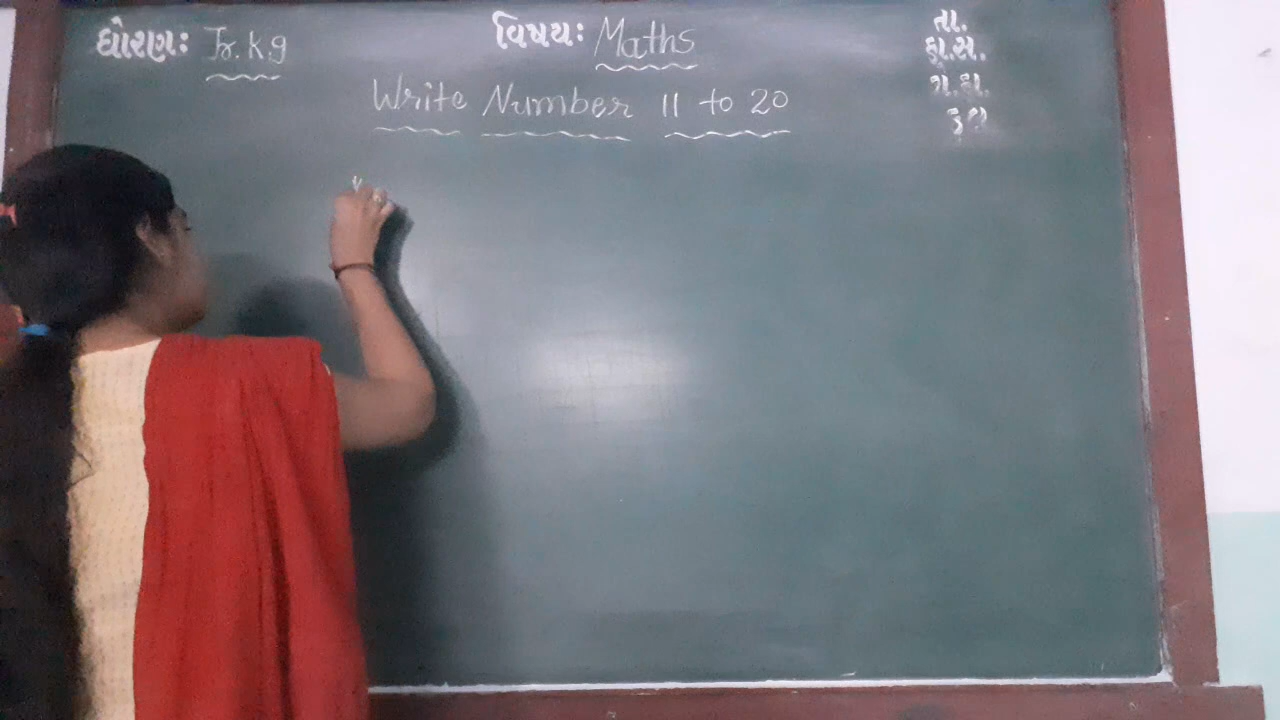 ધોરણઃ Jr. K.g
વિષયઃ Maths
તા.
હા.સ.
ગ.હા.
કુલ
Write Number 11 to 20